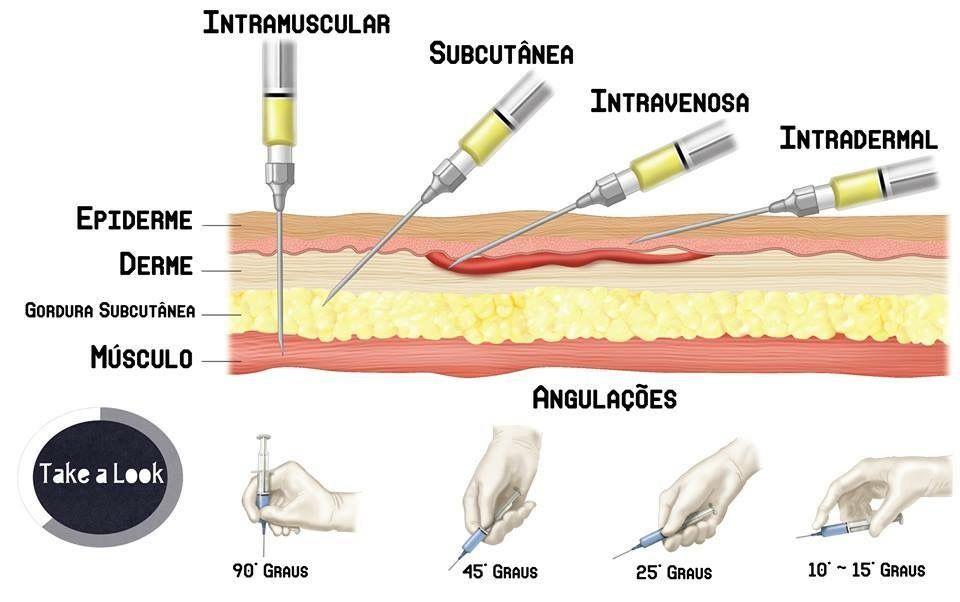 INTRAMUSCULAR
SUBCUTÂNEA
INTRAVENOSA
INTRADERMAL
EPIDERME
DERME
GORDURA SUBCUTÂNEA
MÚSCULO
ANGULAÇÕES
Take a Look
90° GRAUS
45° GRAUS
25° GRAUS
10° ~ 15° GRAUS